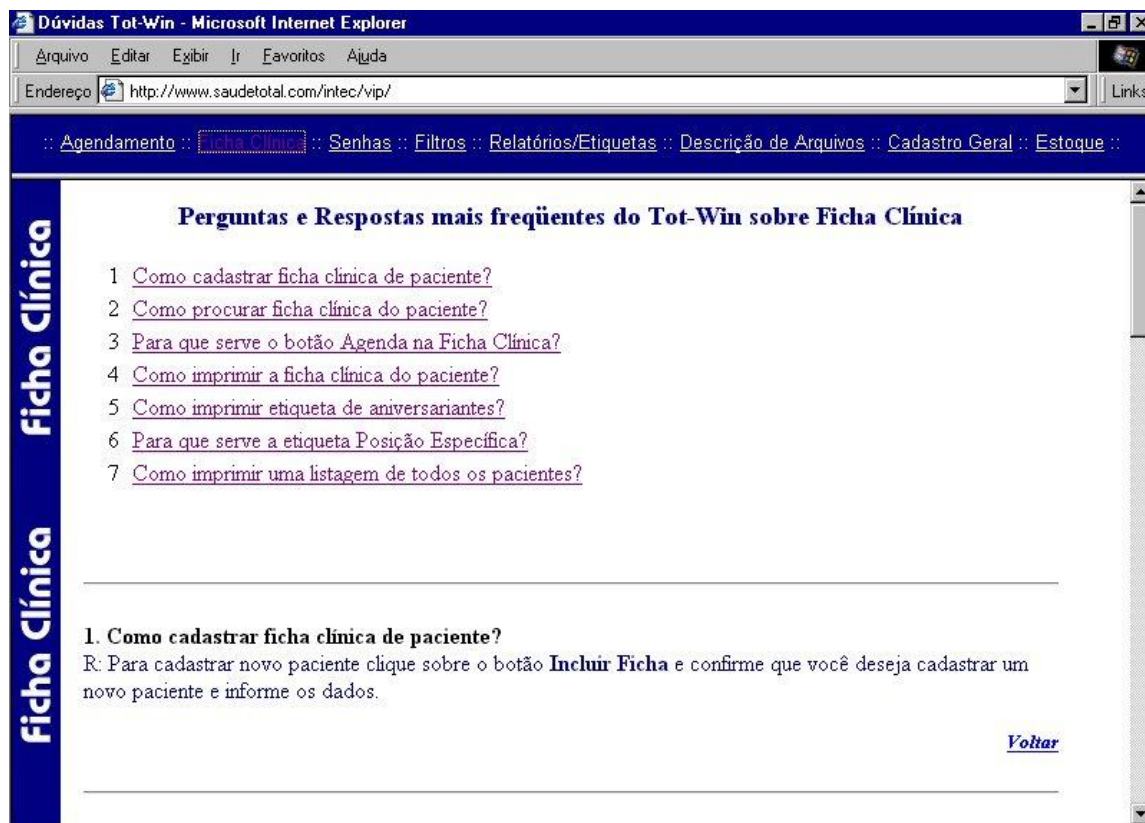 Dúvidas Tot-Win - Microsoft Internet Explorer
Arquivo Editar Exibir Ir Favoritos Ajuda
Endereço http://www.saudetotal.com/intec/vip/ Links
:: Agendamento :: Ficha Clínica :: Senhas :: Filtros :: Relatórios/Etiquetas :: Descrição de Arquivos :: Cadastro Geral :: Estoque ::
Ficha Clínica
Ficha Clínica
Perguntas e Respostas mais freqüentes do Tot-Win sobre Ficha Clínica
1 Como cadastrar ficha clinica de paciente?
2 Como procurar ficha clínica do paciente?
3 Para que serve o botão Agenda na Ficha Clínica?
4 Como imprimir a ficha clínica do paciente?
5 Como imprimir etiqueta de aniversariantes?
6 Para que serve a etiqueta Posição Específica?
7 Como imprimir uma listagem de todos os pacientes?
1. Como cadastrar ficha clínica de paciente?
R: Para cadastrar novo paciente clique sobre o botão Incluir Ficha e confirme que você deseja cadastrar um
novo paciente e informe os dados.
Voltar